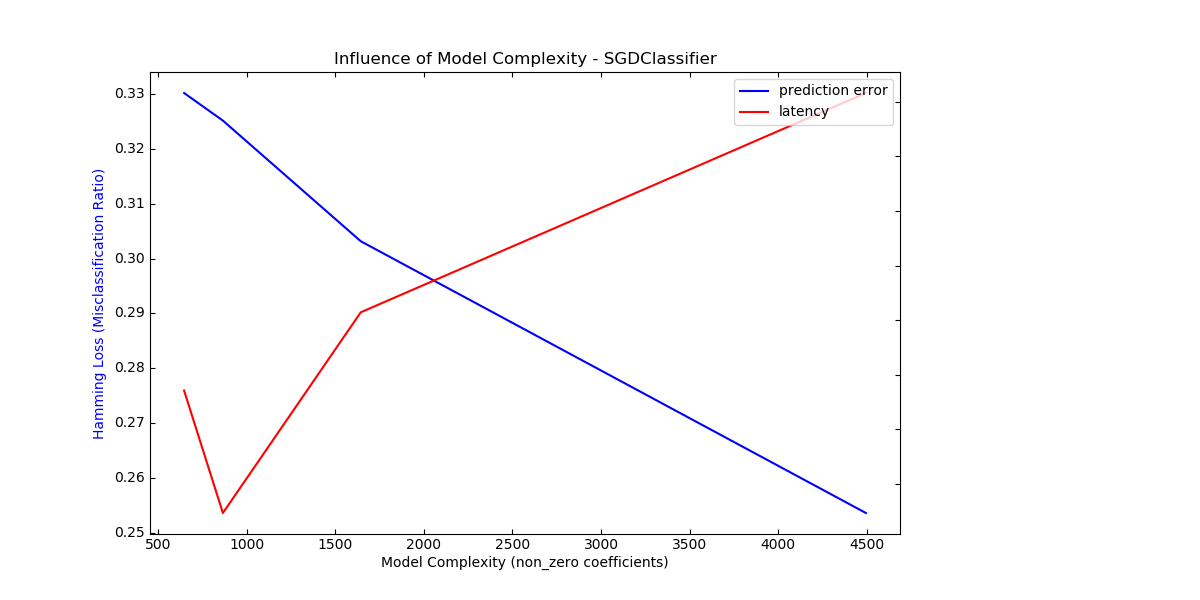 Influence of Model Complexity - SGDClassifier
prediction error
latency
Hamming Loss (Misclassification Ratio)
0.33
0.32
0.31
0.30
0.29
0.28
0.27
0.26
0.25
500 1000 1500 2000 2500 3000 3500 4000 4500
Model Complexity (non_zero coefficients)